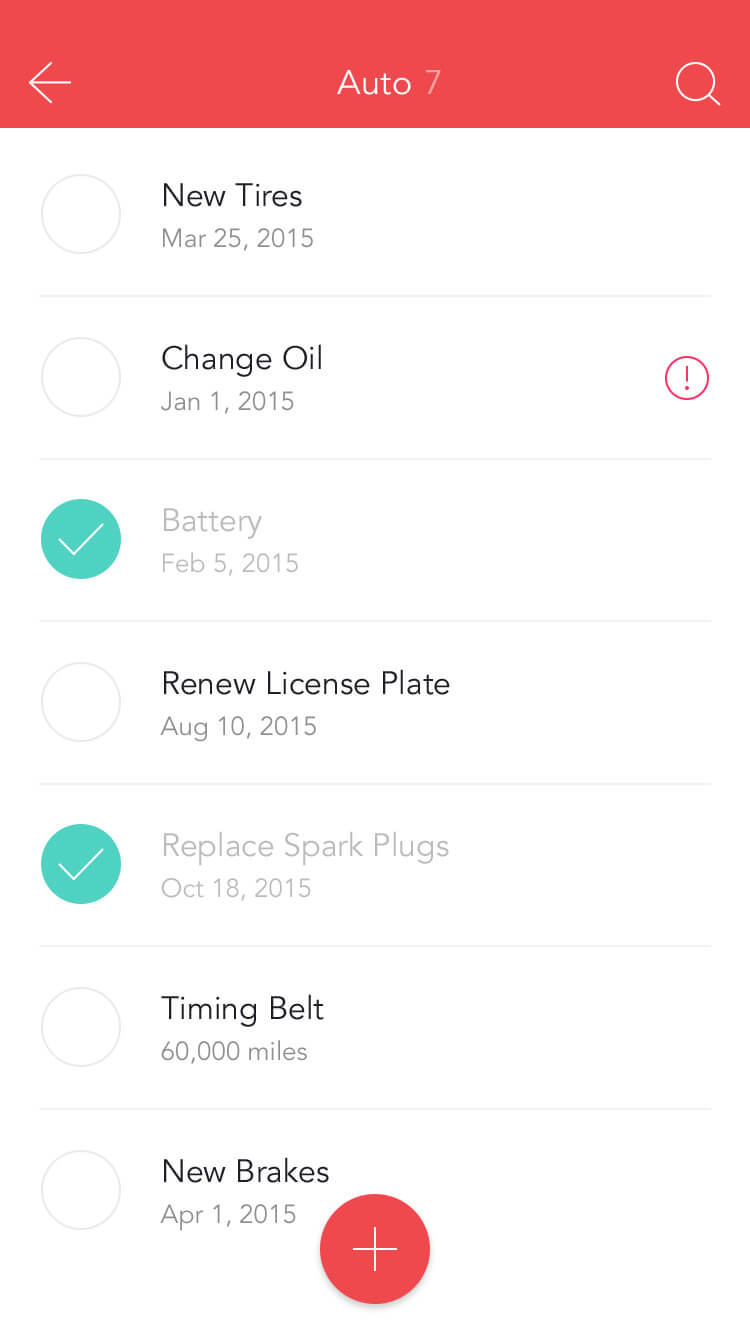 Auto 7
New Tires
Mar 25, 2015
Change Oil
Jan 1, 2015
Battery
Feb 5, 2015
Renew License Plate
Aug 10, 2015
Replace Spark Plugs
Oct 18, 2015
Timing Belt
60,000 miles
New Brakes
Apr 1, 2015